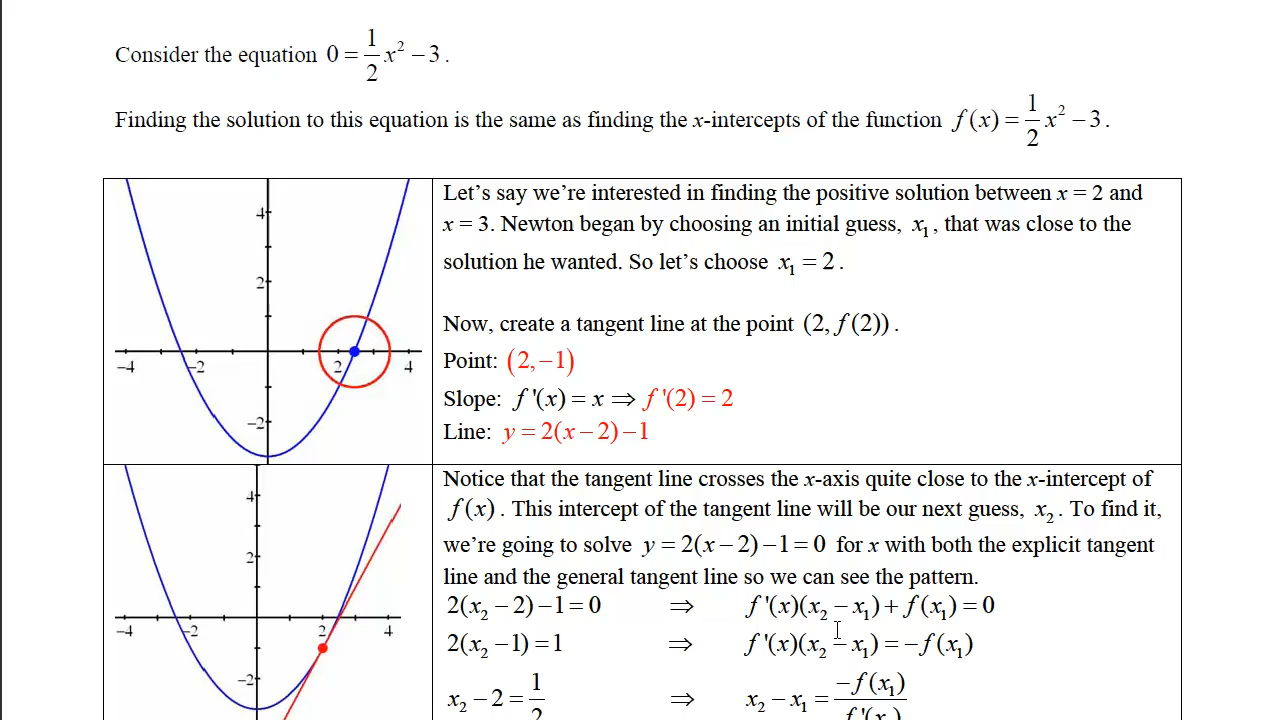 Consider the equation 0 = 1/2 x² − 3.
Finding the solution to this equation is the same as finding the x-intercepts of the function f(x) = 1/2 x² − 3.
4
2
−4
−2
2
4
−2
Let's say we're interested in finding the positive solution between x = 2 and
x = 3. Newton began by choosing an initial guess, x₁, that was close to the
solution he wanted. So let's choose x₁ = 2.
Now, create a tangent line at the point (2, f(2)).
Point: (2, −1)
Slope: f '(x) = x ⇒ f '(2) = 2
Line: y = 2(x − 2) − 1
4
2
−4
−2
2
4
−2
Notice that the tangent line crosses the x-axis quite close to the x-intercept of
f(x). This intercept of the tangent line will be our next guess, x₂. To find it,
we're going to solve y = 2(x − 2) − 1 = 0 for x with both the explicit tangent
line and the general tangent line so we can see the pattern.
2(x₂ − 2) − 1 = 0 ⇒ f '(x)(x₂ − x₁) + f(x₁) = 0
2(x₂ − 1) = 1 ⇒ f '(x)(x₂ − x₁) = −f(x₁)
x₂ − 2 = 1/2 ⇒ x₂ − x₁ = −f(x₁)/f '(x₁)